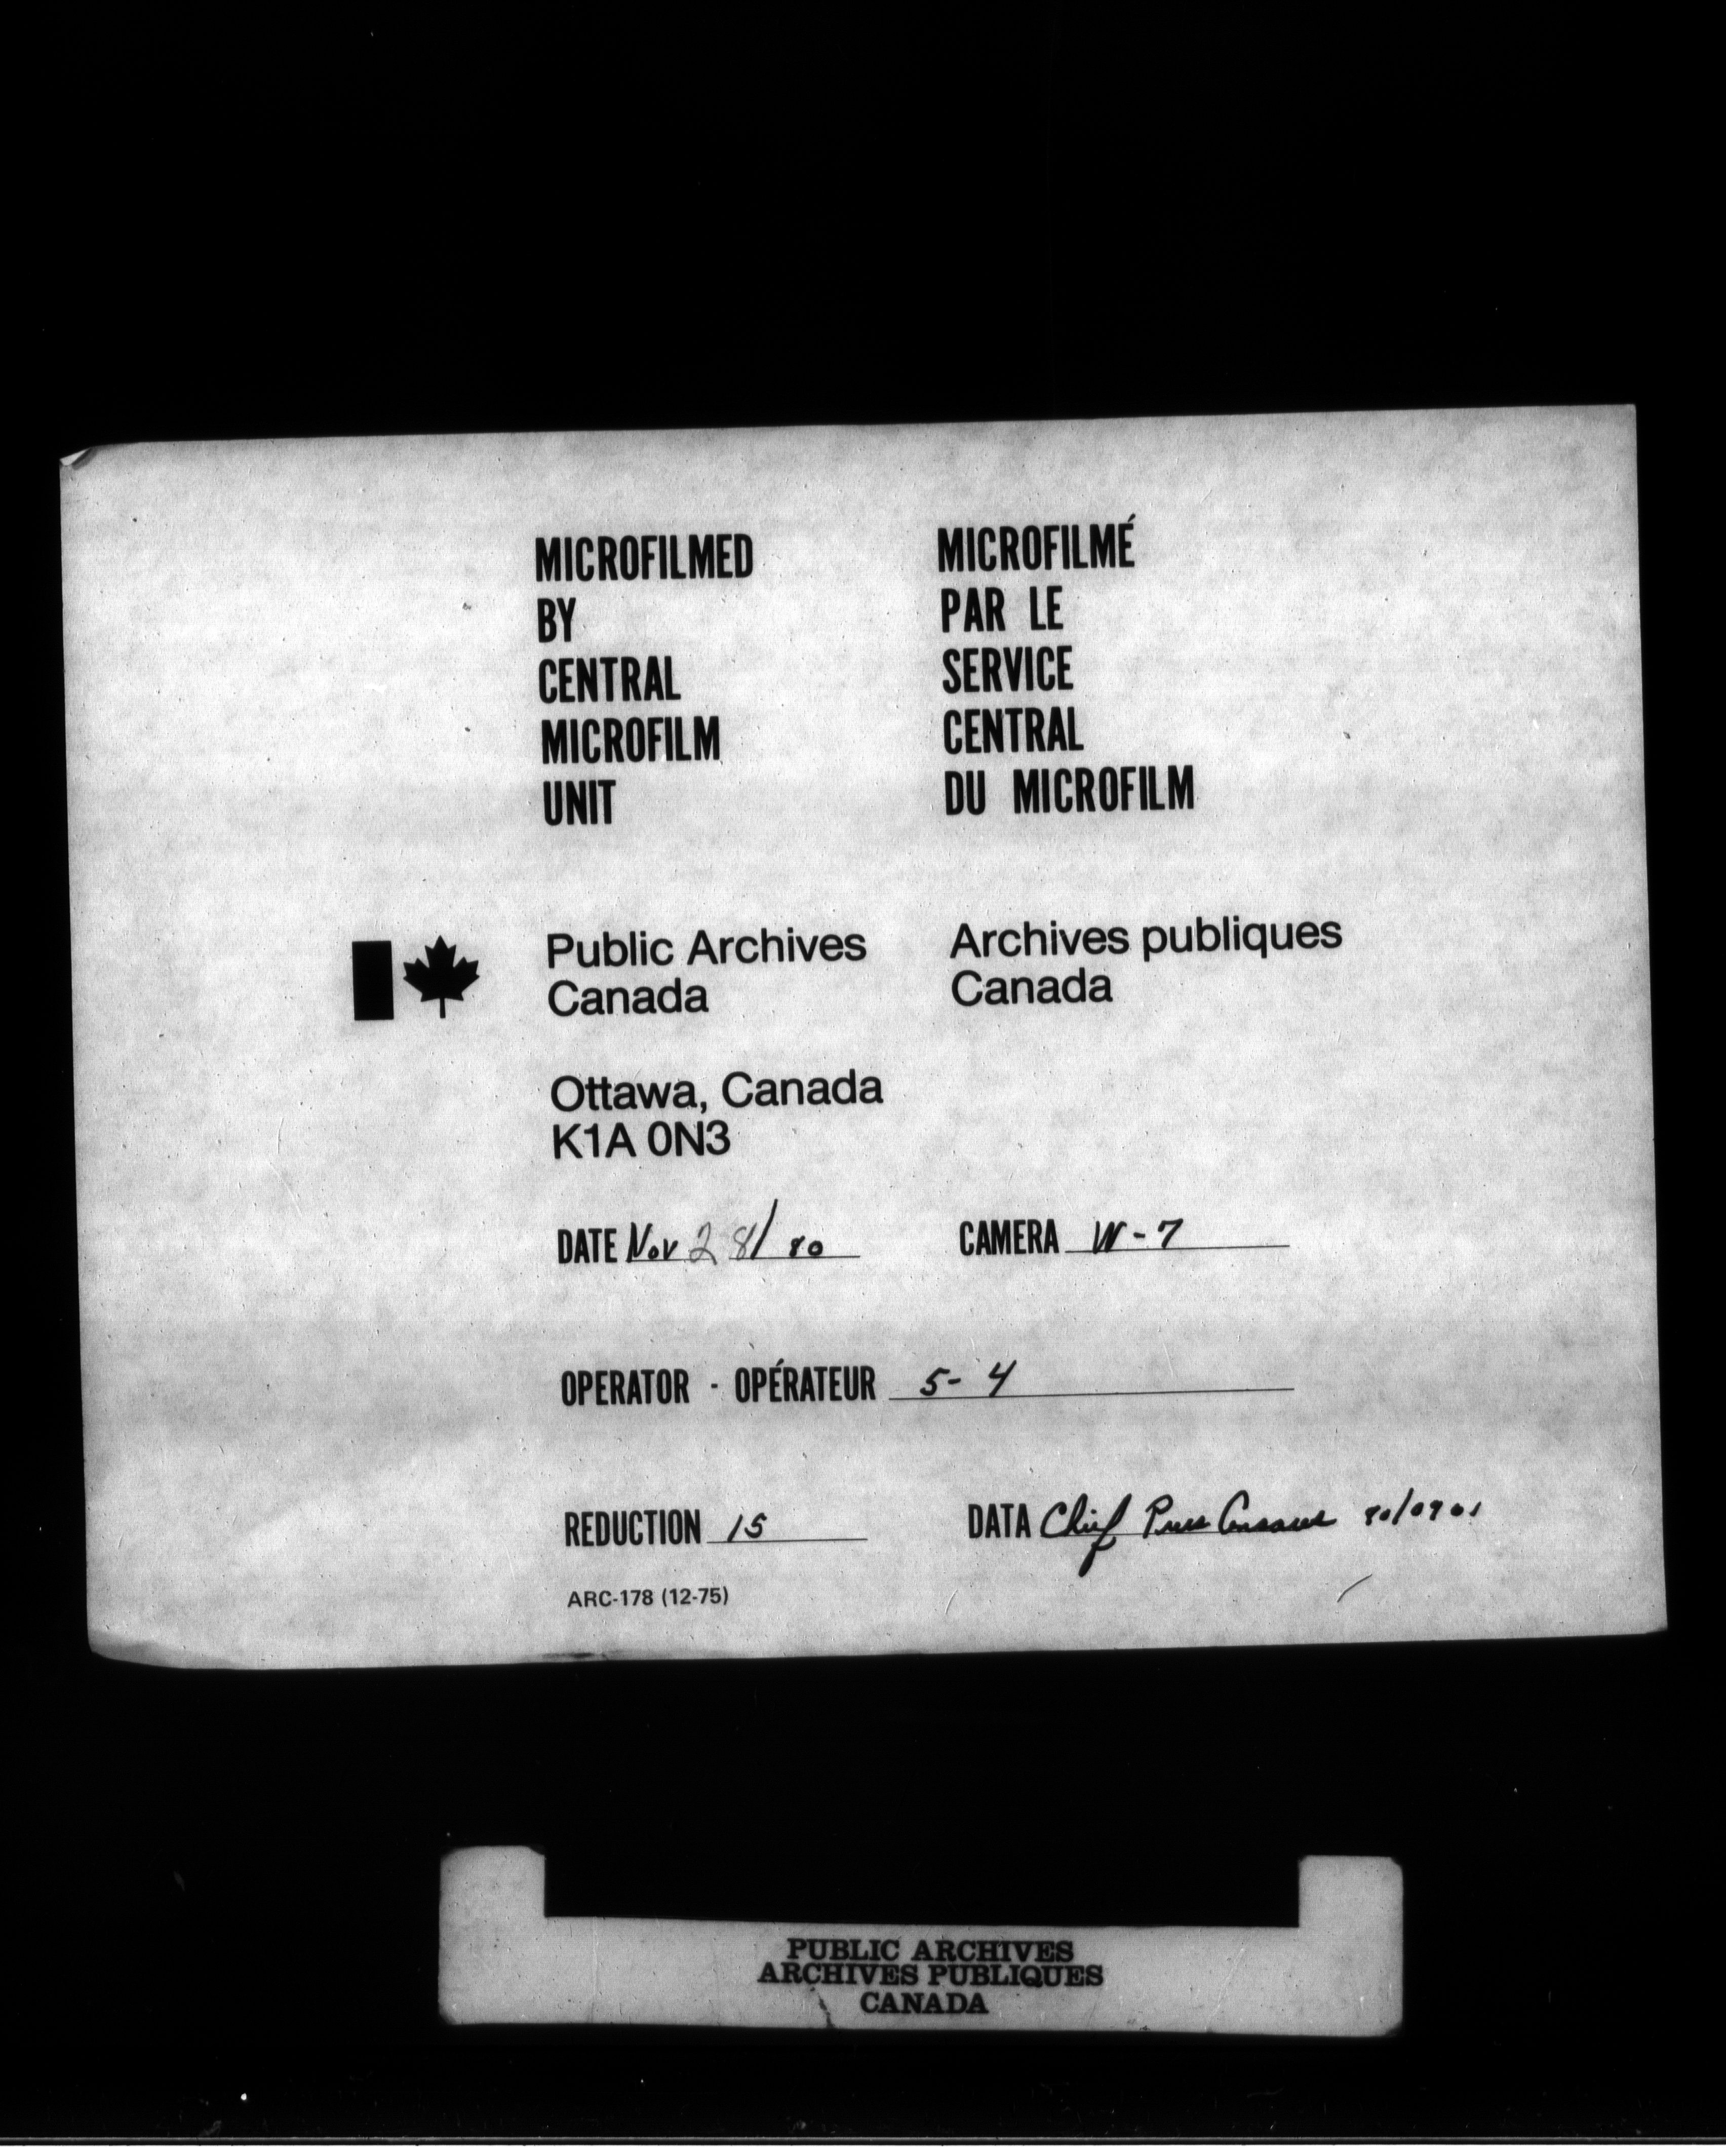 MICROFILMED
BY
CENTRAL
MICROFILM
UNIT
MICROFILMÉ
PAR LE
SERVICE
CENTRAL
DU MICROFILM
Public Archives
Canada
Archives publiques
Canada
Ottawa, Canada
K1A 0N3
DATE Nov 28/80
CAMERA W-7
OPERATOR - OPÉRATEUR 5-4
REDUCTION 15
DATA Chief Press
ARC-178 (12-75)
PUBLIC ARCHIVES
ARCHIVES PUBLIQUES
CANADA